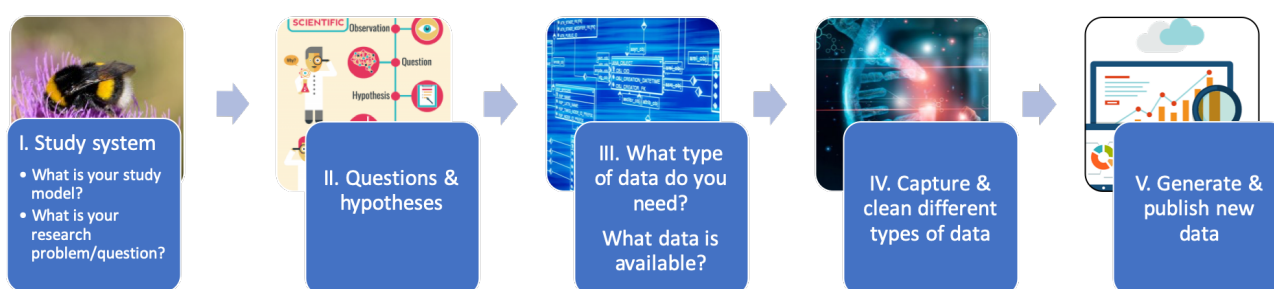 I. Study system
• What is your study
model?
• What is your
research
problem/question?
SCIENTIFIC
Observation
Question
Hypothesis
II. Questions &
hypotheses
III. What type
of data do you
need?
What data is
available?
IV. Capture &
clean different
types of data
V. Generate &
publish new
data